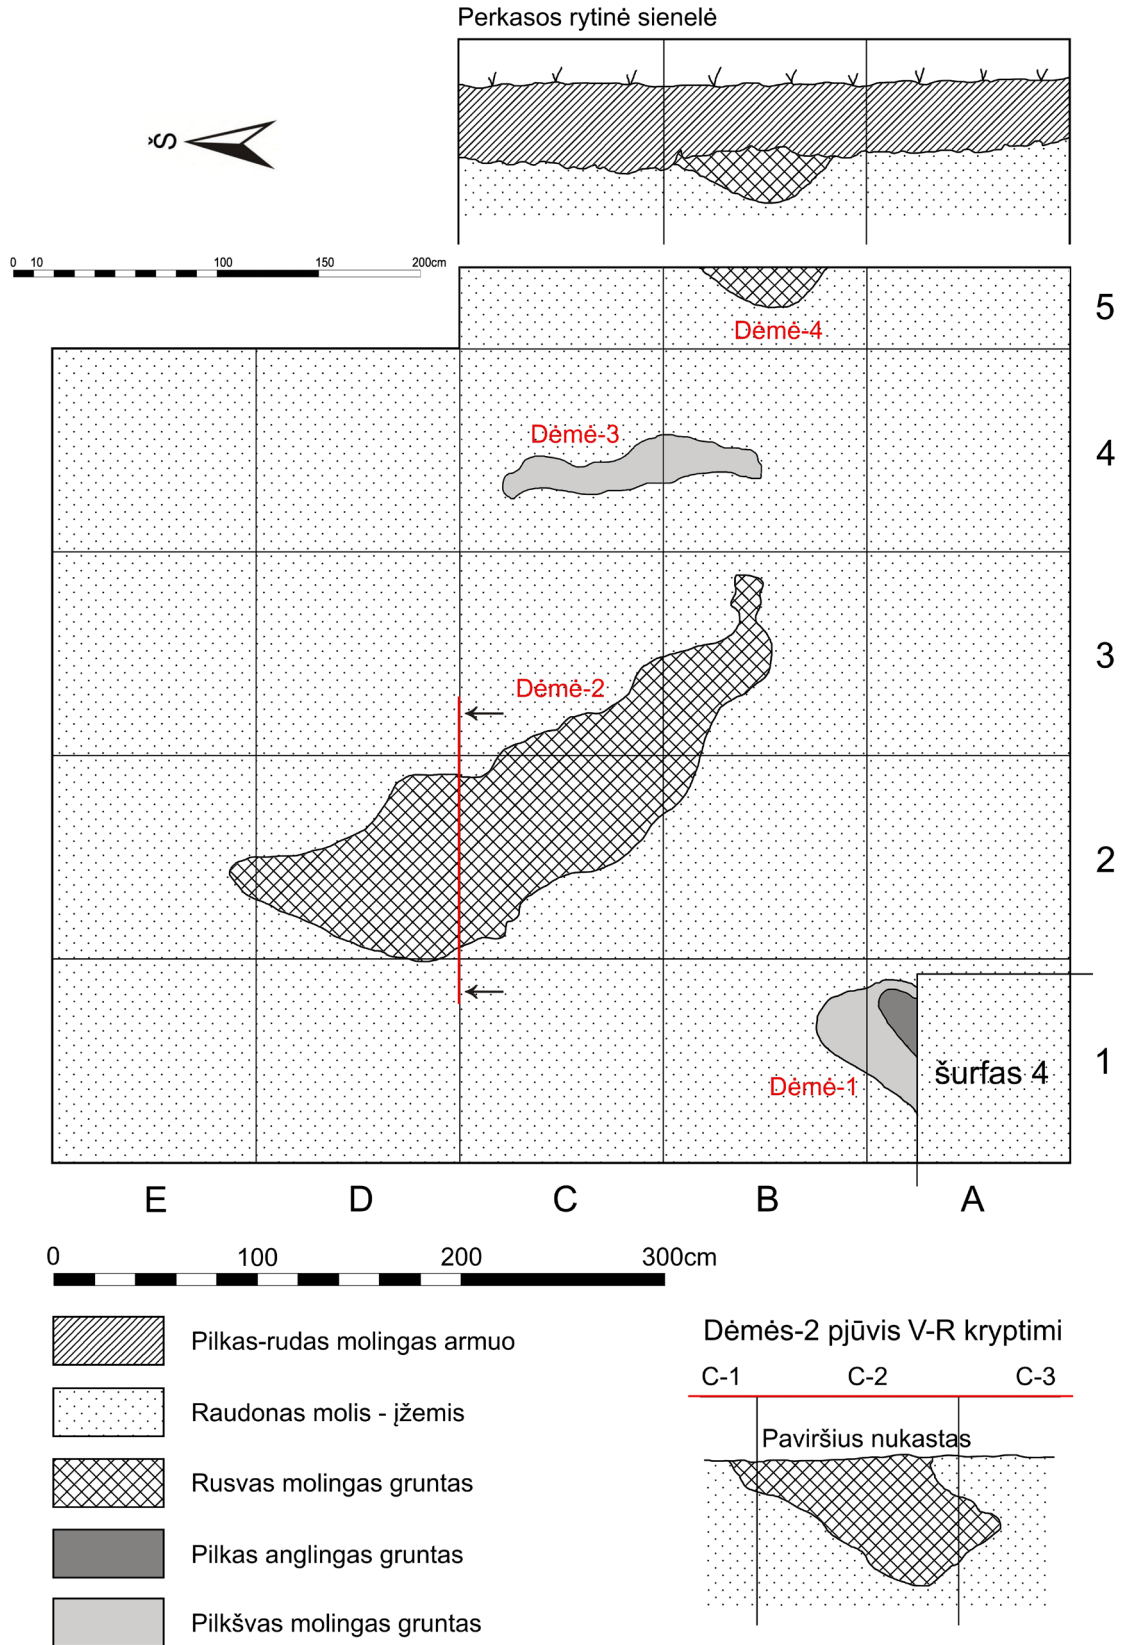 Perkasos rytinė sienelė
Š
0 10 100 150 200cm
5
Dėmė-4
Dėmė-3
4
3
Dėmė-2
2
1
šurfas 4
Dėmė-1
E D C B A
0 100 200 300cm
Pilkas-rudas molingas armuo
Raudonas molis - įžemis
Rusvas molingas gruntas
Pilkas anglingas gruntas
Pilkšvas molingas gruntas
Dėmės-2 pjūvis V-R kryptimi
C-1 C-2 C-3
Paviršius nukastas